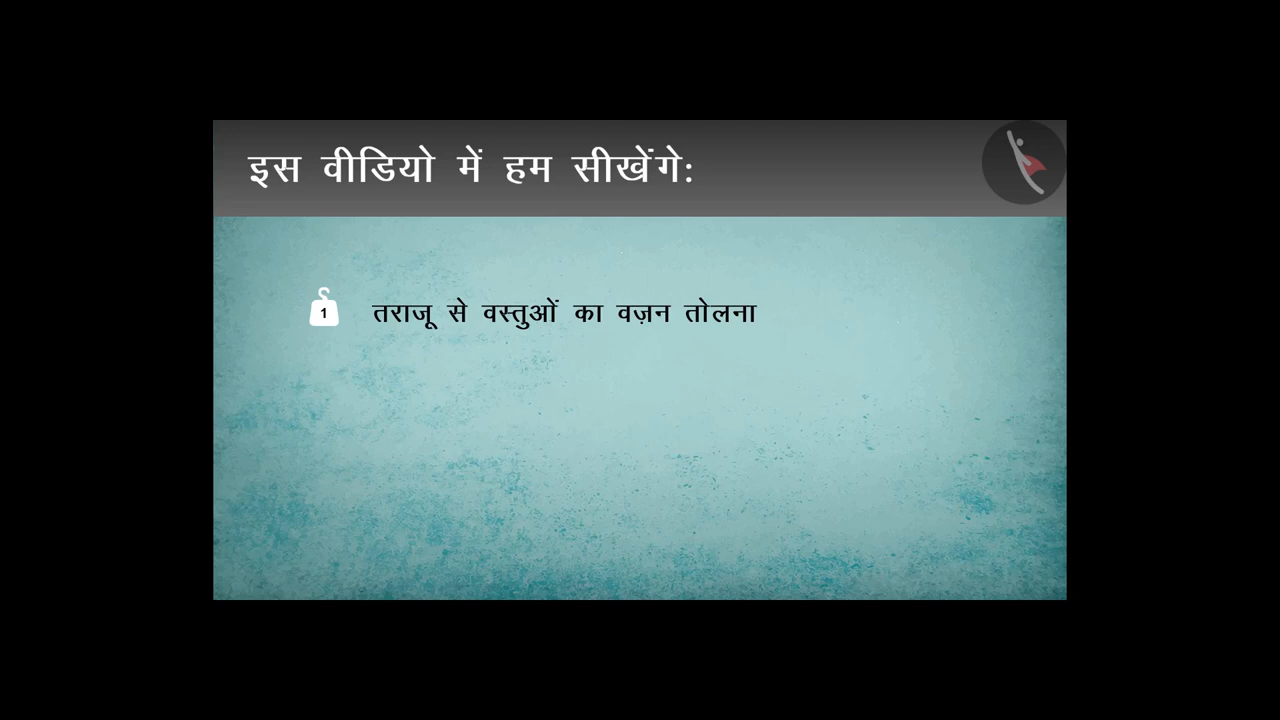 इस वीडियो में हम सीखेंगे:
1 तराजू से वस्तुओं का वज़न तोलना